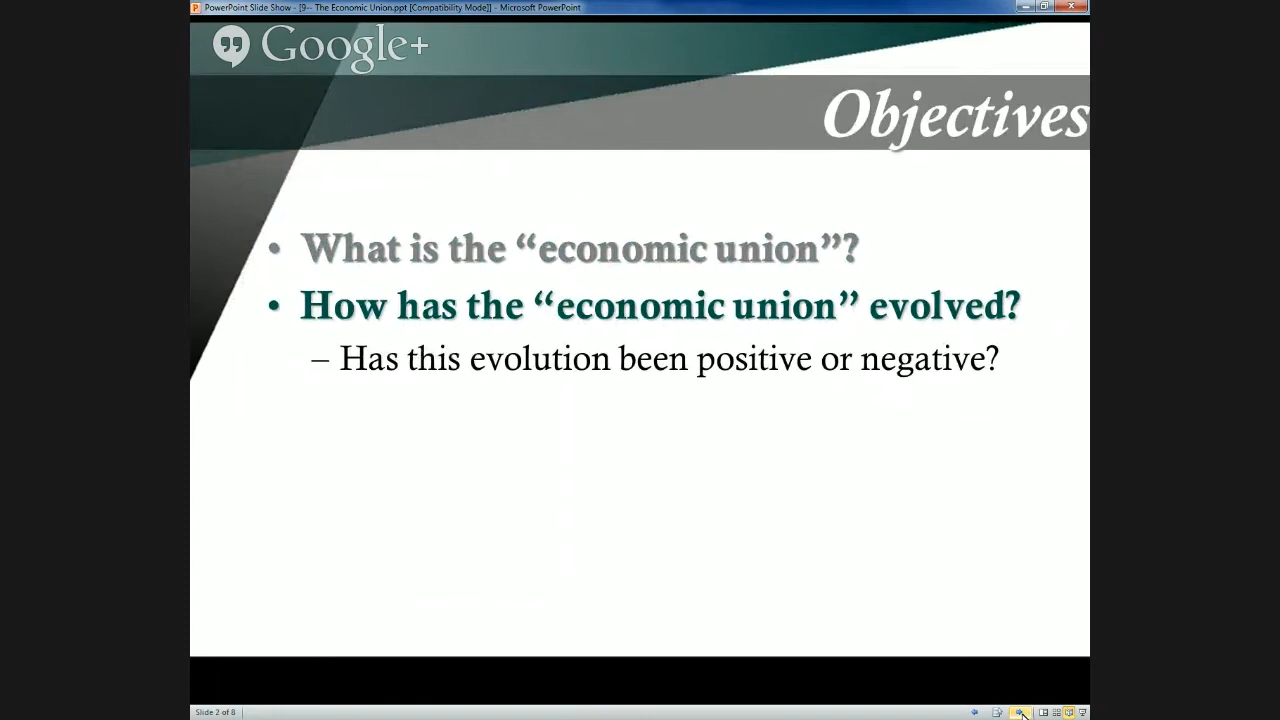 PowerPoint Slide Show - [9-- The Economic Union.ppt [Compatibility Mode]] - Microsoft PowerPoint
Google+
Objectives
• What is the “economic union”?
• How has the “economic union” evolved?
– Has this evolution been positive or negative?
Slide 2 of 8